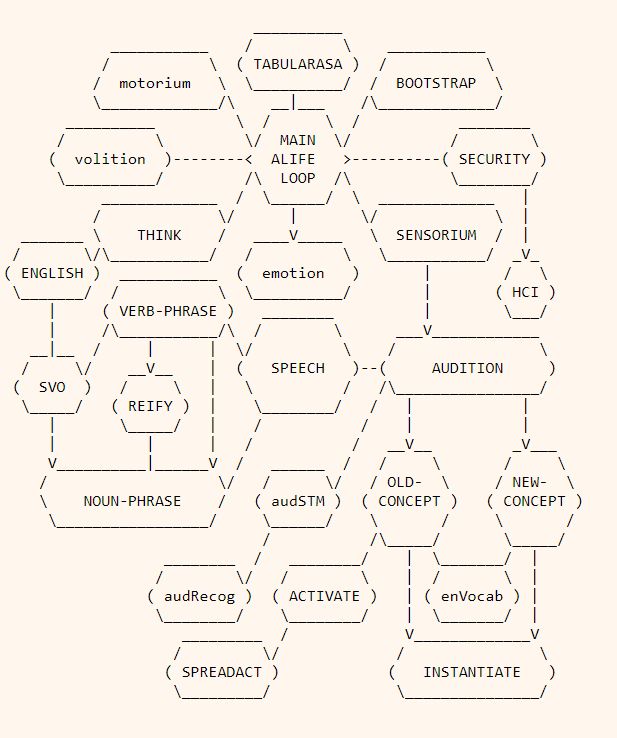 TABULARASA
motorium
BOOTSTRAP
MAIN
volition
ALIFE
SECURITY
LOOP
THINK
SENSORIUM
ENGLISH
emotion
HCI
VERB-PHRASE
SVO
SPEECH
AUDITION
REIFY
OLD-
NEW-
NOUN-PHRASE
audSTM
CONCEPT
CONCEPT
audRecog
ACTIVATE
enVocab
SPREADACT
INSTANTIATE